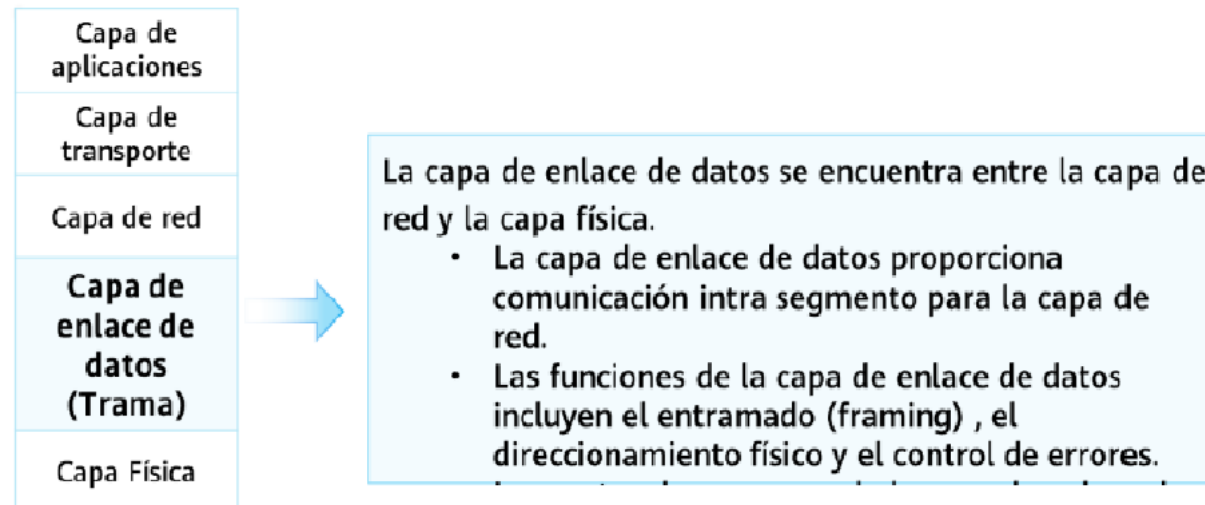 Capa de
aplicaciones
Capa de
transporte
Capa de red
Capa de
enlace de
datos
(Trama)
Capa Física
La capa de enlace de datos se encuentra entre la capa de
red y la capa física.
• La capa de enlace de datos proporciona
comunicación intra segmento para la capa de
red.
• Las funciones de la capa de enlace de datos
incluyen el entramado (framing) , el
direccionamiento físico y el control de errores.